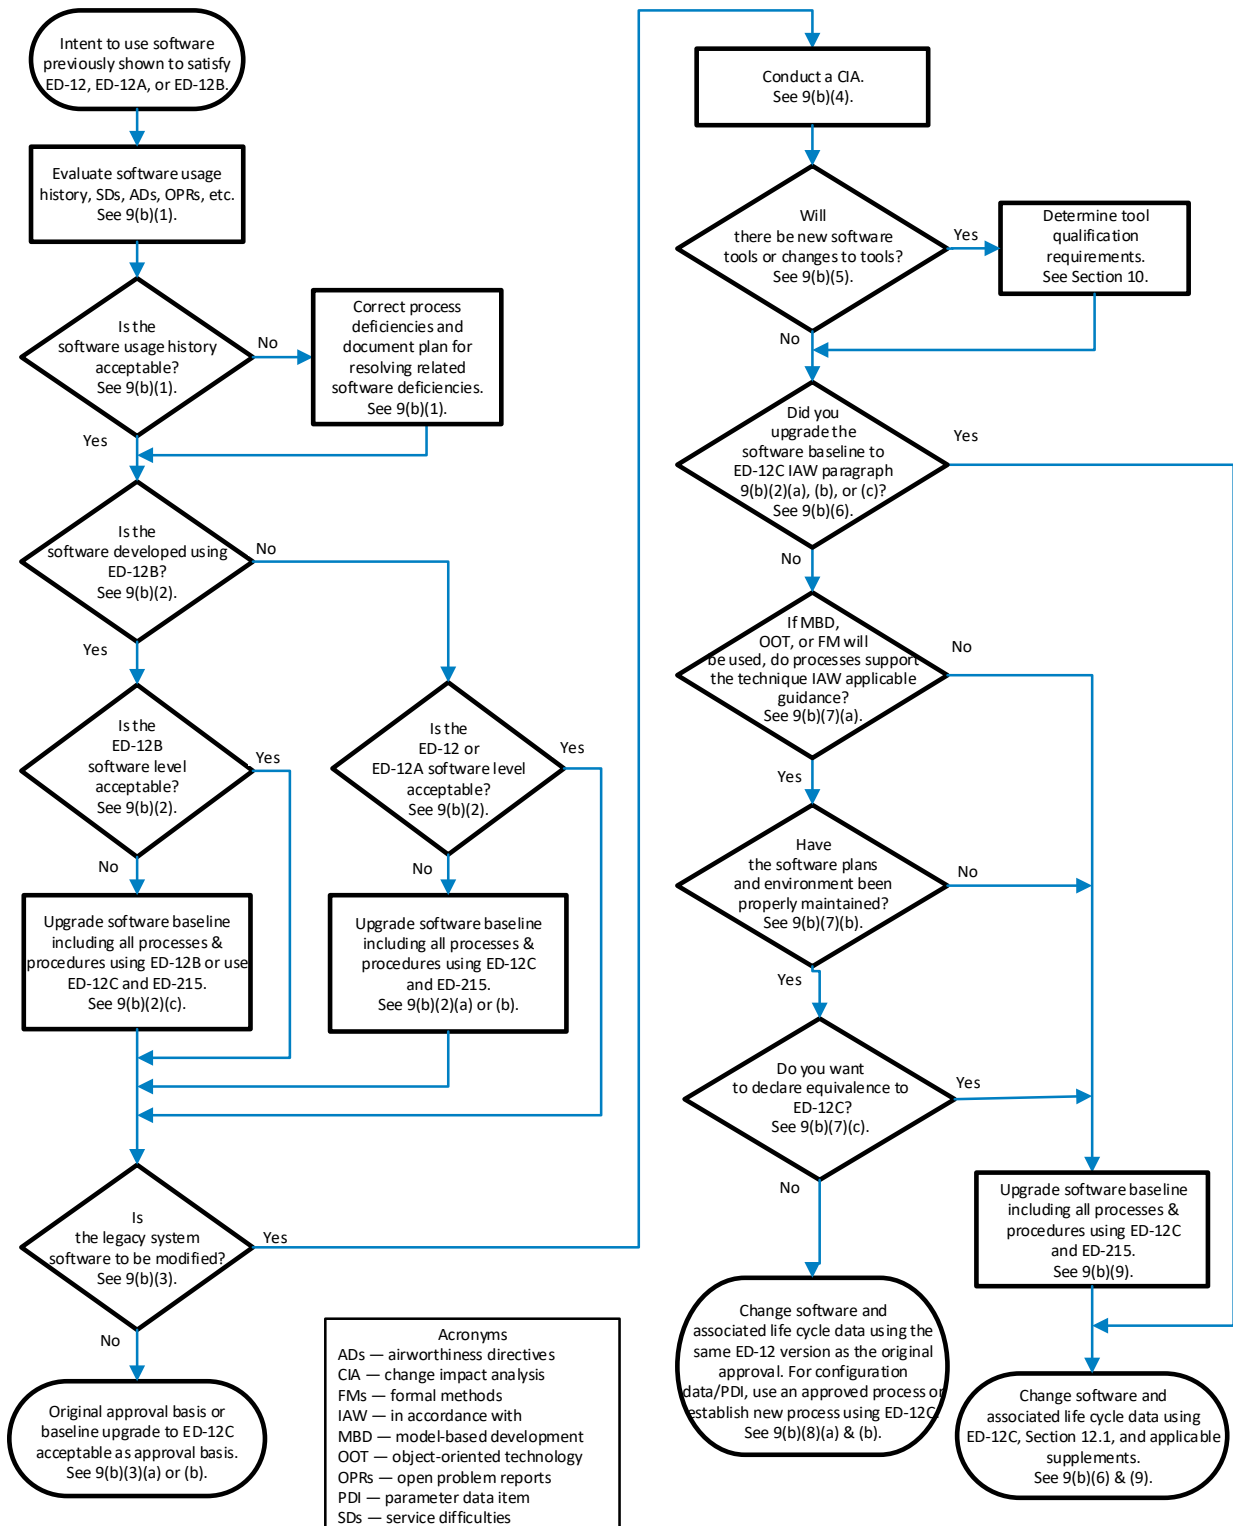 Intent to use software
previously shown to satisfy
ED-12, ED-12A, or ED-12B.
Evaluate software usage
history, SDs, ADs, OPRs, etc.
See 9(b)(1).
Is the
software usage history
acceptable?
See 9(b)(1).
No
Correct process
deficiencies and
document plan for
resolving related
software deficiencies.
See 9(b)(1).
Yes
Is the
software developed using
ED-12B?
See 9(b)(2).
No
Yes
Is the
ED-12B
software level
acceptable?
See 9(b)(2).
Yes
Is the
ED-12 or
ED-12A software level
acceptable?
See 9(b)(2).
Yes
No
No
Upgrade software baseline
including all processes &
procedures using ED-12B or use
ED-12C and ED-215.
See 9(b)(2)(c).
Upgrade software baseline
including all processes &
procedures using ED-12C
and ED-215.
See 9(b)(2)(a) or (b).
Is
the legacy system
software to be modified?
See 9(b)(3).
Yes
No
Original approval basis or
baseline upgrade to ED-12C
acceptable as approval basis.
See 9(b)(3)(a) or (b).
Acronyms
ADs — airworthiness directives
CIA — change impact analysis
FMs — formal methods
IAW — in accordance with
MBD — model-based development
OOT — object-oriented technology
OPRs — open problem reports
PDI — parameter data item
SDs — service difficulties
Conduct a CIA.
See 9(b)(4).
Will
there be new software
tools or changes to tools?
See 9(b)(5).
Yes
Determine tool
qualification
requirements.
See Section 10.
No
Did you
upgrade the
software baseline to
ED-12C IAW paragraph
9(b)(2)(a), (b), or (c)?
See 9(b)(6).
Yes
No
If MBD,
OOT, or FM will
be used, do processes support
the technique IAW applicable
guidance?
See 9(b)(7)(a).
No
Yes
Have
the software plans
and environment been
properly maintained?
See 9(b)(7)(b).
No
Yes
Do you want
to declare equivalence to
ED-12C?
See 9(b)(7)(c).
Yes
No
Upgrade software baseline
including all processes &
procedures using ED-12C
and ED-215.
See 9(b)(9).
Change software and
associated life cycle data using the
same ED-12 version as the original
approval. For configuration
data/PDI, use an approved process or
establish new process using ED-12C.
See 9(b)(8)(a) & (b).
Change software and
associated life cycle data using
ED-12C, Section 12.1, and applicable
supplements.
See 9(b)(6) & (9).